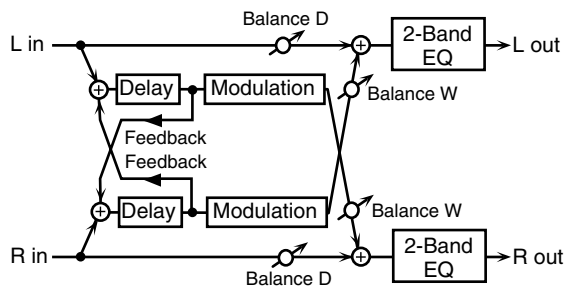 Balance D
L in
2-Band
EQ
L out
Delay
Modulation
Balance W
Feedback
Feedback
Delay
Modulation
Balance W
R in
2-Band
EQ
R out
Balance D